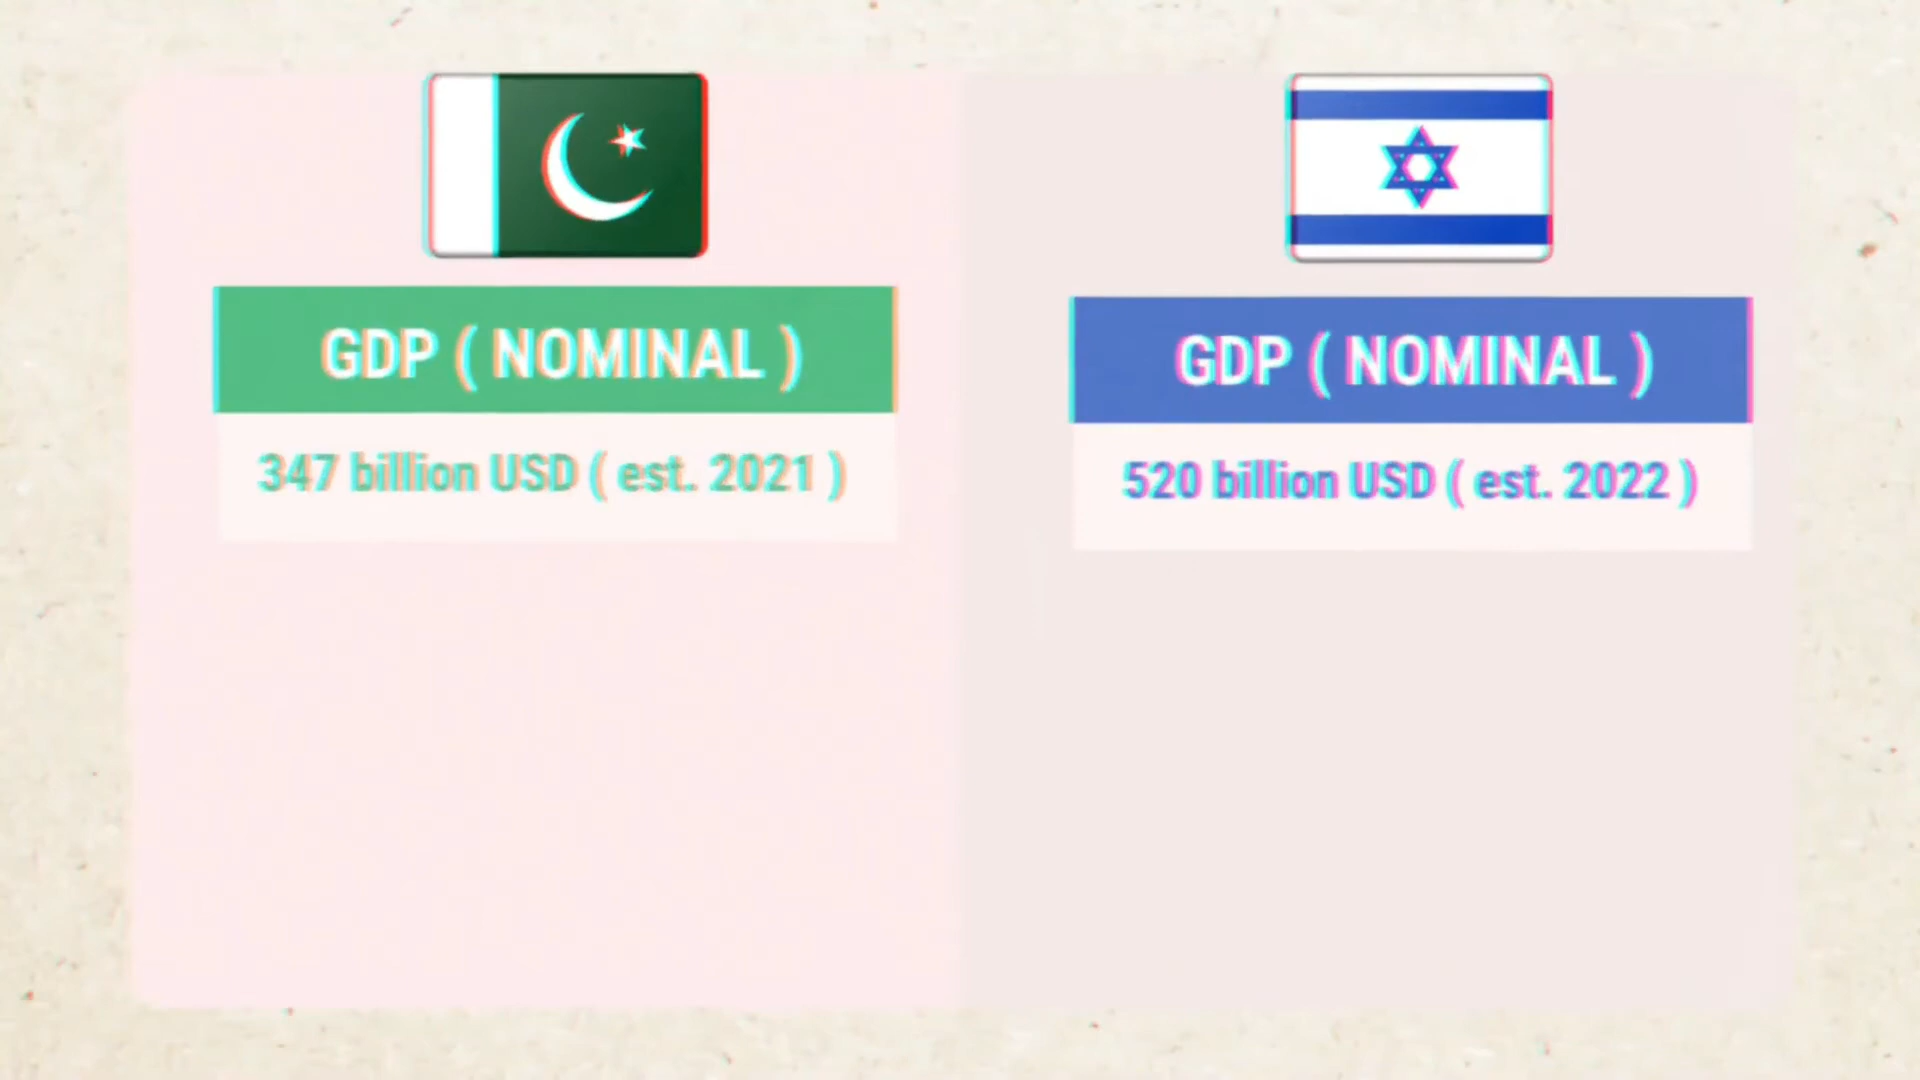 GDP ( NOMINAL )
347 billion USD ( est. 2021 )
GDP ( NOMINAL )
520 billion USD ( est. 2022 )